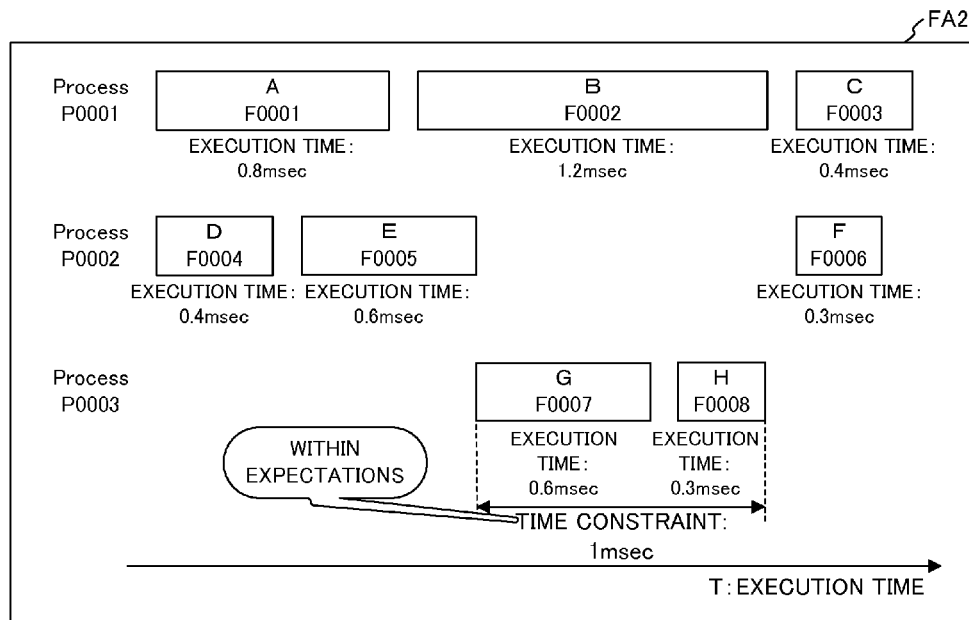 FA2
Process
P0001
A
F0001
B
F0002
C
F0003
EXECUTION TIME:
0.8msec
EXECUTION TIME:
1.2msec
EXECUTION TIME:
0.4msec
Process
P0002
D
F0004
E
F0005
F
F0006
EXECUTION TIME:
0.4msec
EXECUTION TIME:
0.6msec
EXECUTION TIME:
0.3msec
Process
P0003
G
F0007
H
F0008
EXECUTION
TIME:
0.6msec
EXECUTION
TIME:
0.3msec
WITHIN
EXPECTATIONS
TIME CONSTRAINT:
1msec
T:EXECUTION TIME